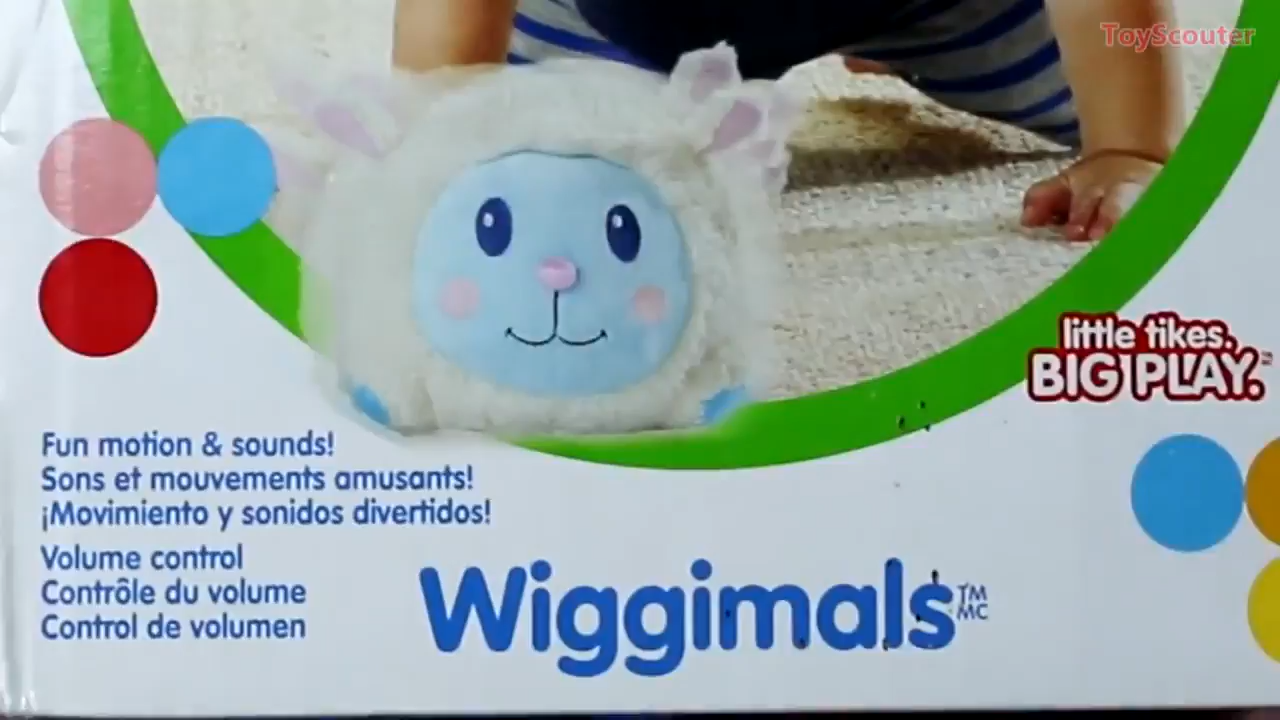 ToyScouter
little tikes.
BIG PLAY.™
Fun motion & sounds!
Sons et mouvements amusants!
¡Movimiento y sonidos divertidos!
Volume control
Contrôle du volume
Control de volumen
Wiggimals™ MC